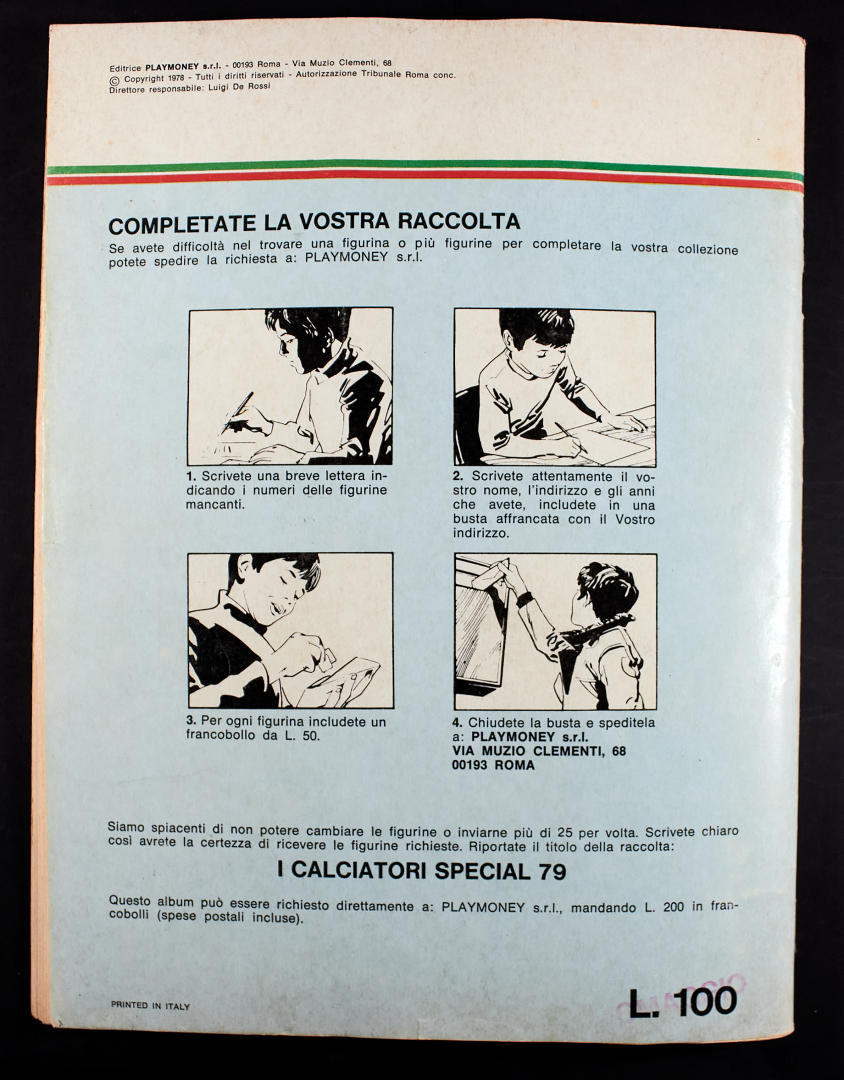 Editrice PLAYMONEY s.r.l. - 00193 Roma - Via Muzio Clementi, 68
© Copyright 1978 - Tutti i diritti riservati - Autorizzazione Tribunale Roma conc.
Direttore responsabile: Luigi De Rossi
COMPLETATE LA VOSTRA RACCOLTA
Se avete difficoltà nel trovare una figurina o più figurine per completare la vostra collezione
potete spedire la richiesta a: PLAYMONEY s.r.l.
1. Scrivete una breve lettera in-
dicando i numeri delle figurine
mancanti.
2. Scrivete attentamente il vo-
stro nome, l'indirizzo e gli anni
che avete, includete in una
busta affrancata con il Vostro
indirizzo.
3. Per ogni figurina includete un
francobollo da L. 50.
4. Chiudete la busta e speditela
a: PLAYMONEY s.r.l.
VIA MUZIO CLEMENTI, 68
00193 ROMA
Siamo spiacenti di non potere cambiare le figurine o inviarne più di 25 per volta. Scrivete chiaro
così avrete la certezza di ricevere le figurine richieste. Riportate il titolo della raccolta:
I CALCIATORI SPECIAL 79
Questo album può essere richiesto direttamente a: PLAYMONEY s.r.l., mandando L. 200 in fran-
cobolli (spese postali incluse).
PRINTED IN ITALY
L. 100